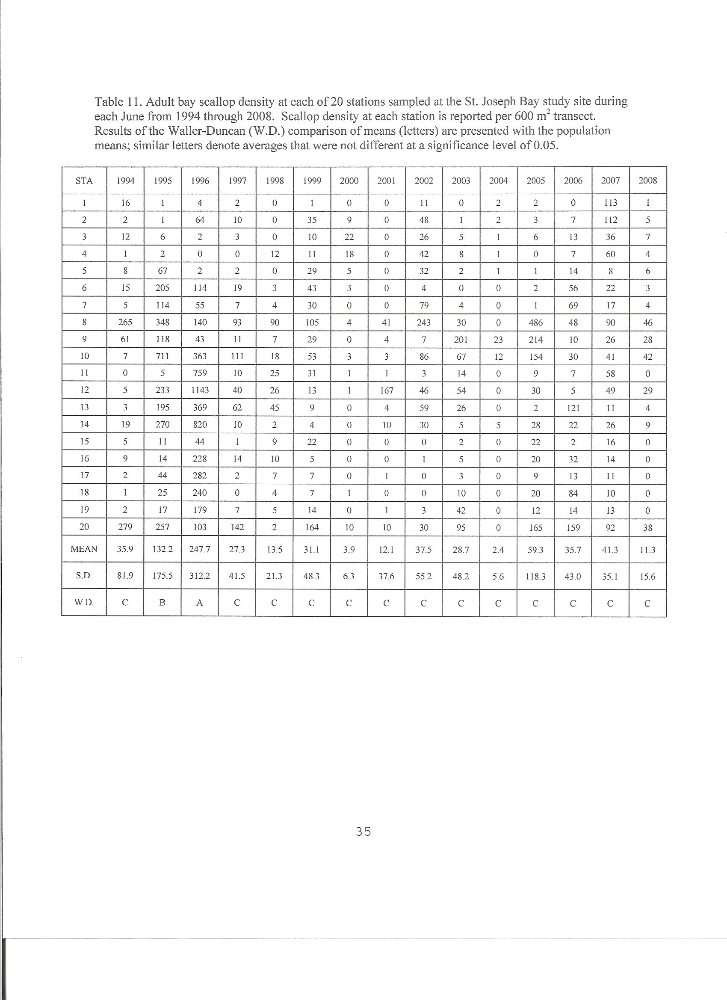 Table 11. Adult bay scallop density at each of 20 stations sampled at the St. Joseph Bay study site during
each June from 1994 through 2008. Scallop density at each station is reported per 600 m² transect.
Results of the Waller-Duncan (W.D.) comparison of means (letters) are presented with the population
means; similar letters denote averages that were not different at a significance level of 0.05.
STA 1994 1995 1996 1997 1998 1999 2000 2001 2002 2003 2004 2005 2006 2007 2008
1 16 1 4 2 0 1 0 0 11 0 2 2 0 113 1
2 2 1 64 10 0 35 9 0 48 1 2 3 7 112 5
3 12 6 2 3 0 10 22 0 26 5 1 6 13 36 7
4 1 2 0 0 12 11 18 0 42 8 1 0 7 60 4
5 8 67 2 2 0 29 5 0 32 2 1 1 14 8 6
6 15 205 114 19 3 43 3 0 4 0 0 2 56 22 3
7 5 114 55 7 4 30 0 0 79 4 0 1 69 17 4
8 265 348 140 93 90 105 4 41 243 30 0 486 48 90 46
9 61 118 43 11 7 29 0 4 7 201 23 214 10 26 28
10 7 711 363 111 18 53 3 3 86 67 12 154 30 41 42
11 0 5 759 10 25 31 1 1 3 14 0 9 7 58 0
12 5 233 1143 40 26 13 1 167 46 54 0 30 5 49 29
13 3 195 369 62 45 9 0 4 59 26 0 2 121 11 4
14 19 270 820 10 2 4 0 10 30 5 5 28 22 26 9
15 5 11 44 1 9 22 0 0 0 2 0 22 2 16 0
16 9 14 228 14 10 5 0 0 1 5 0 20 32 14 0
17 2 44 282 2 7 7 0 1 0 3 0 9 13 11 0
18 1 25 240 0 4 7 1 0 0 10 0 20 84 10 0
19 2 17 179 7 5 14 0 1 3 42 0 12 14 13 0
20 279 257 103 142 2 164 10 10 30 95 0 165 159 92 38
MEAN 35.9 132.2 247.7 27.3 13.5 31.1 3.9 12.1 37.5 28.7 2.4 59.3 35.7 41.3 11.3
S.D. 81.9 175.5 312.2 41.5 21.3 48.3 6.3 37.6 55.2 48.2 5.6 118.3 43.0 35.1 15.6
W.D. C B A C C C C C C C C C C C C
35